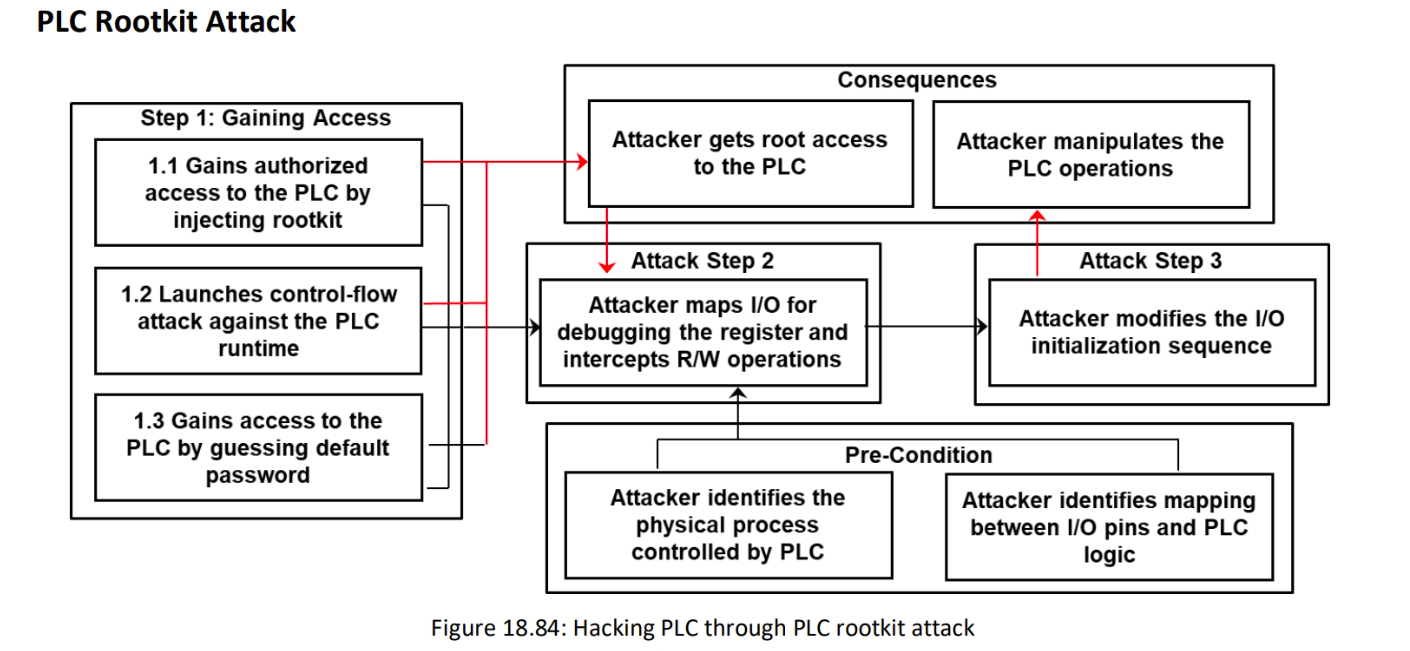 PLC Rootkit Attack
Step 1: Gaining Access
1.1 Gains authorized
access to the PLC by
injecting rootkit
1.2 Launches control-flow
attack against the PLC
runtime
1.3 Gains access to the
PLC by guessing default
password
Consequences
Attacker gets root access
to the PLC
Attacker manipulates the
PLC operations
Attack Step 2
Attacker maps I/O for
debugging the register and
intercepts R/W operations
Attack Step 3
Attacker modifies the I/O
initialization sequence
Pre-Condition
Attacker identifies the
physical process
controlled by PLC
Attacker identifies mapping
between I/O pins and PLC
logic
Figure 18.84: Hacking PLC through PLC rootkit attack